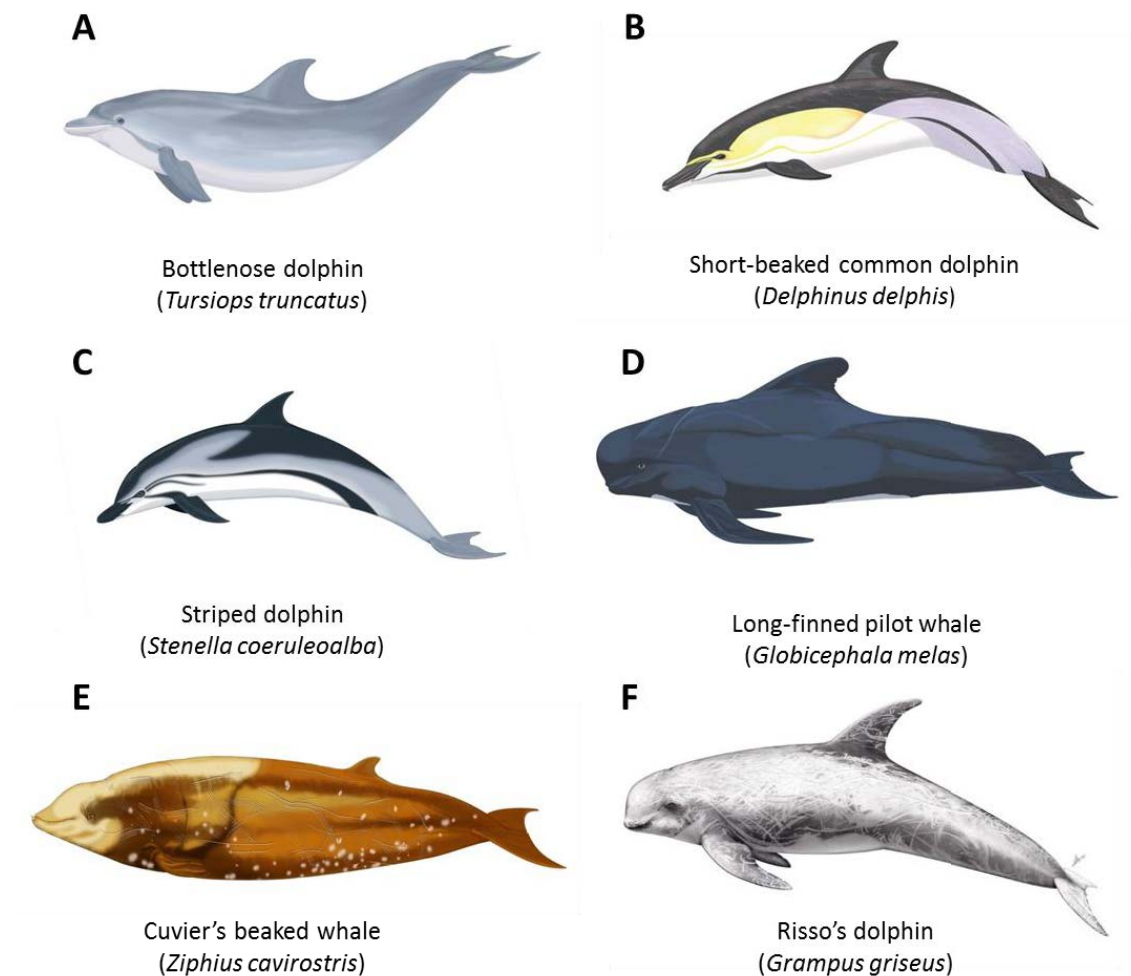 A
B
Bottlenose dolphin
(Tursiops truncatus)
Short-beaked common dolphin
(Delphinus delphis)
C
D
Striped dolphin
(Stenella coeruleoalba)
Long-finned pilot whale
(Globicephala melas)
E
F
Cuvier's beaked whale
(Ziphius cavirostris)
Risso's dolphin
(Grampus griseus)